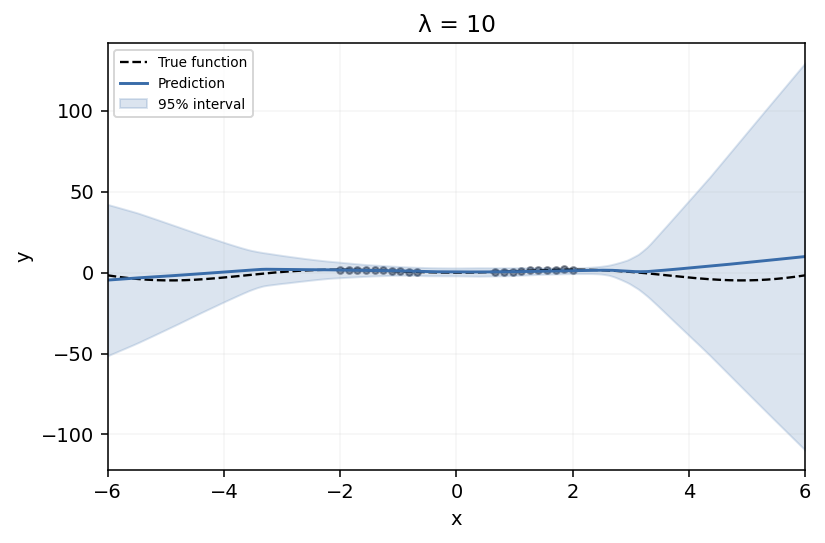 λ = 10
True function
Prediction
95% interval
100
50
0
−50
−100
y
−6
−4
−2
0
2
4
6
x